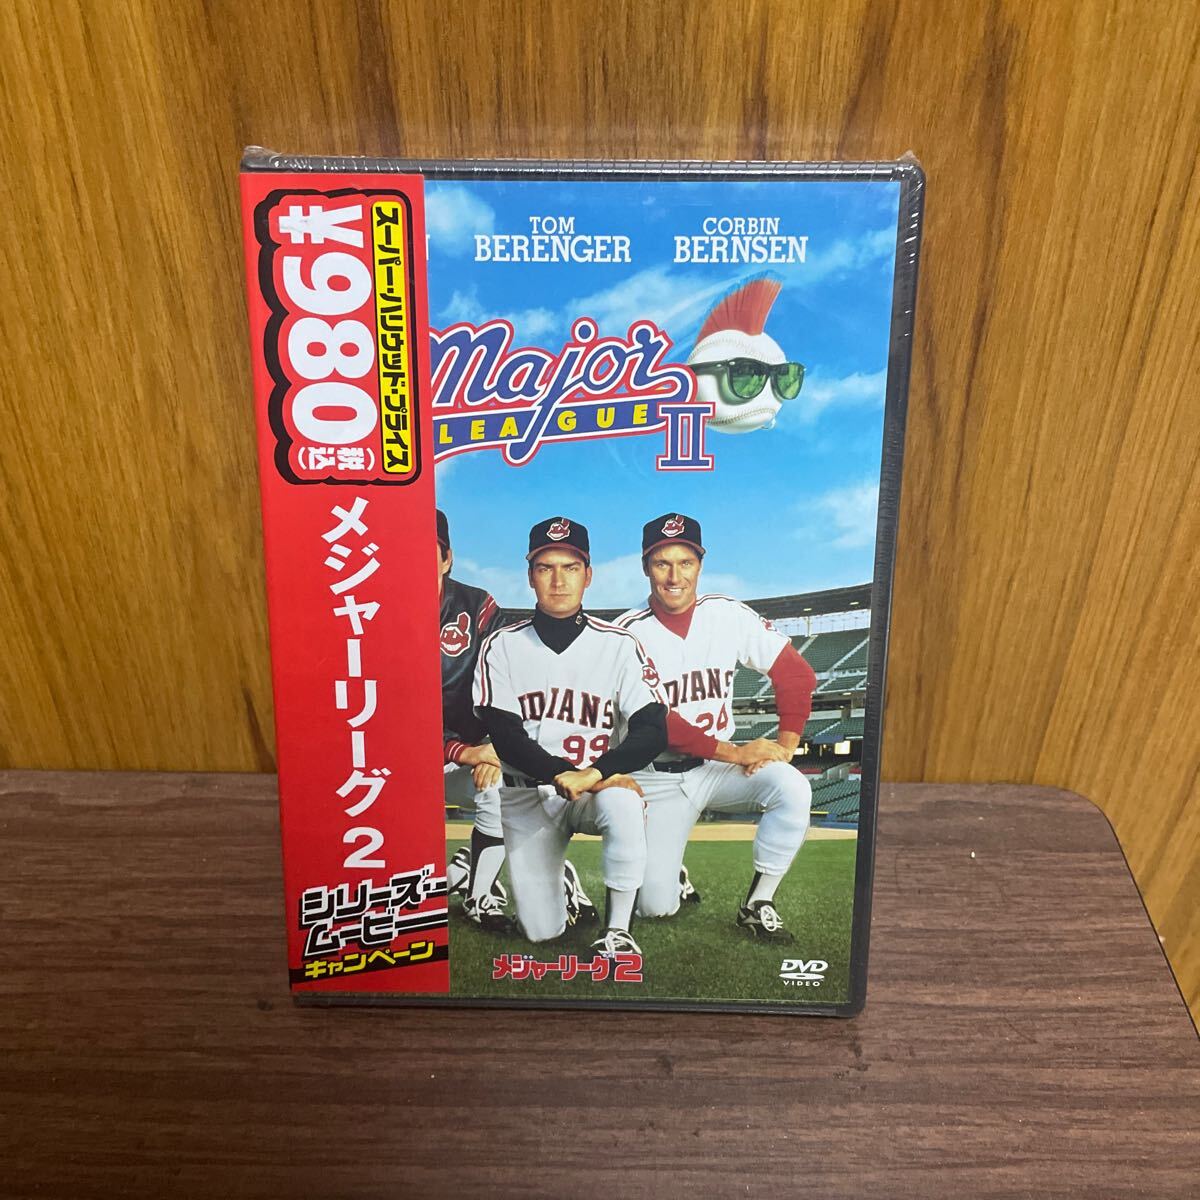 スーパー・ハリウッド・プライス
¥980
(税込)
メジャーリーグ2
シリーズ・
ムービー
キャンペーン
N
TOM
BERENGER
CORBIN
BERNSEN
Major
LEAGUE
II
INDIANS
99
DIANS
24
メジャーリーグ2
DVD
VIDEO